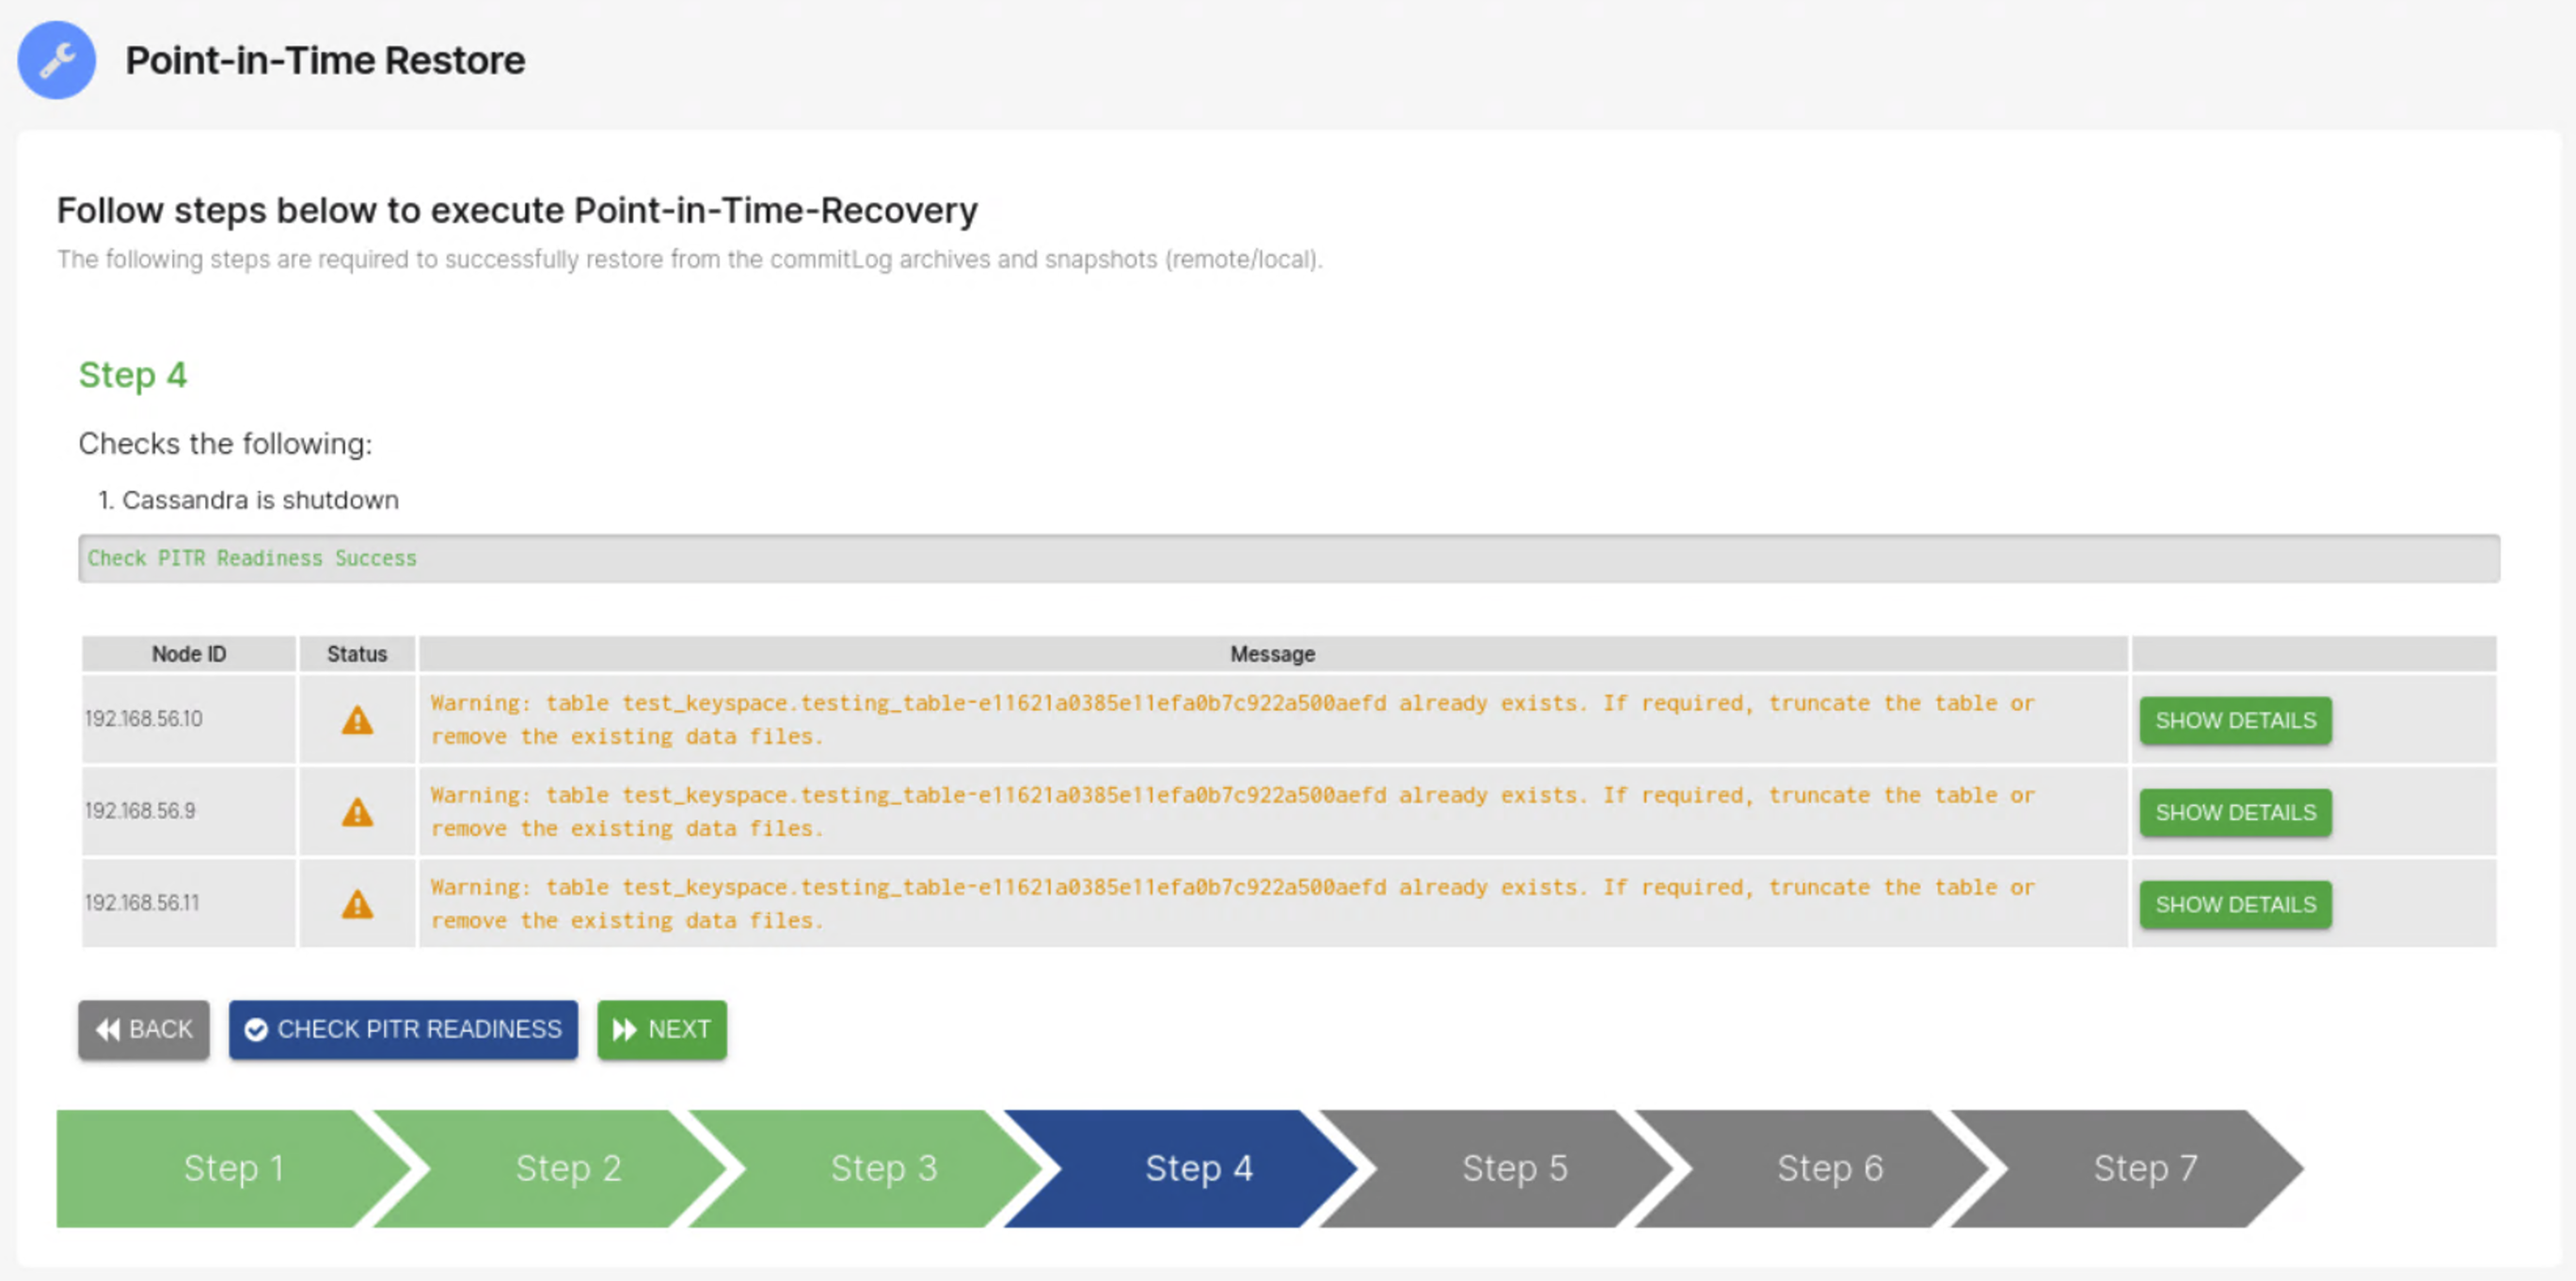 Point-in-Time Restore
Follow steps below to execute Point-in-Time-Recovery
The following steps are required to successfully restore from the commitLog archives and snapshots (remote/local).
Step 4
Checks the following:
1. Cassandra is shutdown
Check PITR Readiness Success
Node ID Status Message
192.168.56.10 Warning: table test_keyspace.testing_table-e11621a0385e11efa0b7c922a500aefd already exists. If required, truncate the table or SHOW DETAILS
remove the existing data files.
192.168.56.9 Warning: table test_keyspace.testing_table-e11621a0385e11efa0b7c922a500aefd already exists. If required, truncate the table or SHOW DETAILS
remove the existing data files.
192.168.56.11 Warning: table test_keyspace.testing_table-e11621a0385e11efa0b7c922a500aefd already exists. If required, truncate the table or SHOW DETAILS
remove the existing data files.
BACK CHECK PITR READINESS NEXT
Step 1 Step 2 Step 3 Step 4 Step 5 Step 6 Step 7